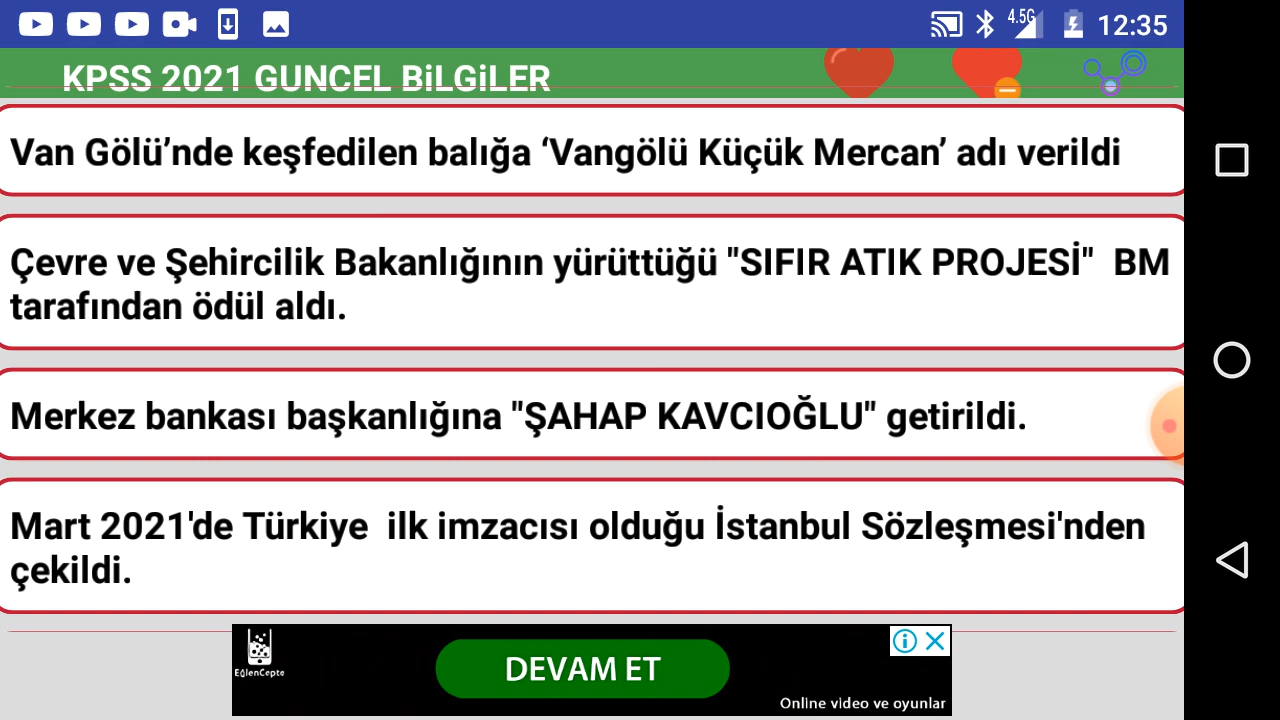 4.5G 12:35
KPSS 2021 GUNCEL BiLGiLER
Van Gölü’nde keşfedilen balığa ‘Vangölü Küçük Mercan’ adı verildi
Çevre ve Şehircilik Bakanlığının yürüttüğü "SIFIR ATIK PROJESİ"  BM
tarafından ödül aldı.
Merkez bankası başkanlığına "ŞAHAP KAVCIOĞLU" getirildi.
Mart 2021'de Türkiye  ilk imzacısı olduğu İstanbul Sözleşmesi'nden
çekildi.
EğlenCepte
DEVAM ET
Online video ve oyunlar